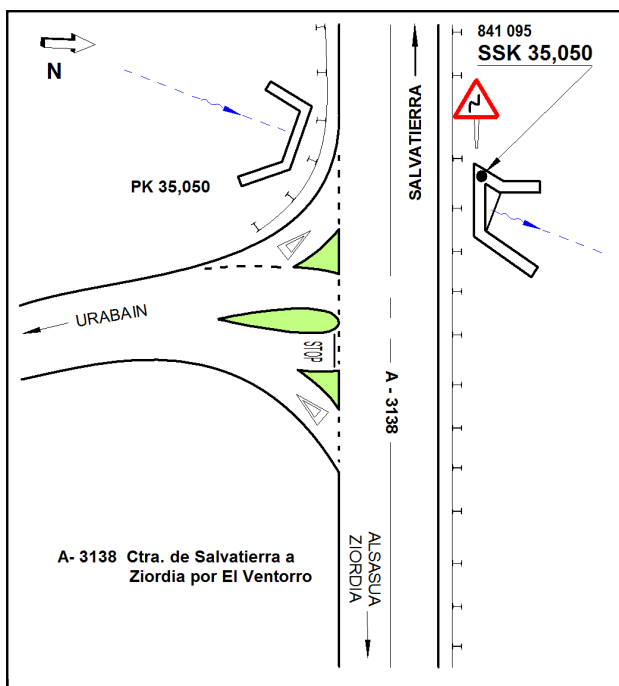 841 095
SSK 35,050
N
SALVATIERRA
PK 35,050
URABAIN
STOP
A - 3138
A- 3138 Ctra. de Salvatierra a
Ziordia por El Ventorro
ALSASUA
ZIORDIA